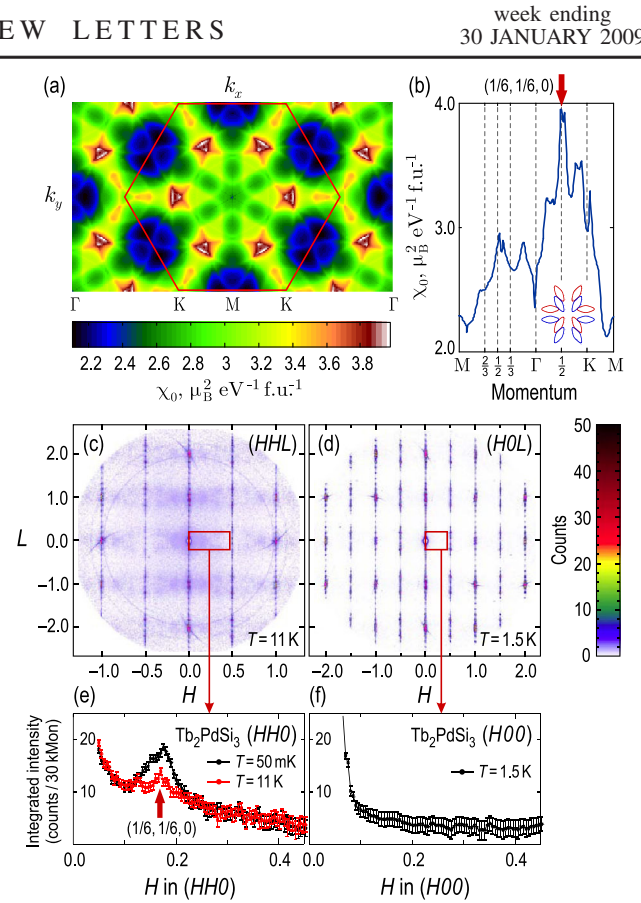 EW LETTERS
week ending
30 JANUARY 2009
(a)
k_x
k_y
Γ K M K Γ
2.2 2.4 2.6 2.8 3.0 3.2 3.4 3.6 3.8
χ₀, μ_B² eV⁻¹ f.u.⁻¹
(b)
(1/6, 1/6, 0)
χ₀, μ_B² eV⁻¹ f.u.⁻¹
4.0
3.0
2.0
M 2/3 1/2 1/3 Γ 1/2 K M
Momentum
(c) (HHL)
L
2.0
1.0
0.0
−1.0
−2.0
T = 11 K
−1.0 −0.5 0.0 0.5 1.0
H
(d) (H0L)
T = 1.5 K
−2.0 −1.0 0.0 1.0 2.0
H
Counts
50
40
30
20
10
0
(e) Tb₂PdSi₃ (HH0)
T = 50 mK
T = 11 K
(1/6, 1/6, 0)
Integrated intensity
(counts / 30 kMon)
20
10
0 0.2 0.4
H in (HH0)
(f) Tb₂PdSi₃ (H00)
T = 1.5 K
20
10
0.0 0.2 0.4
H in (H00)